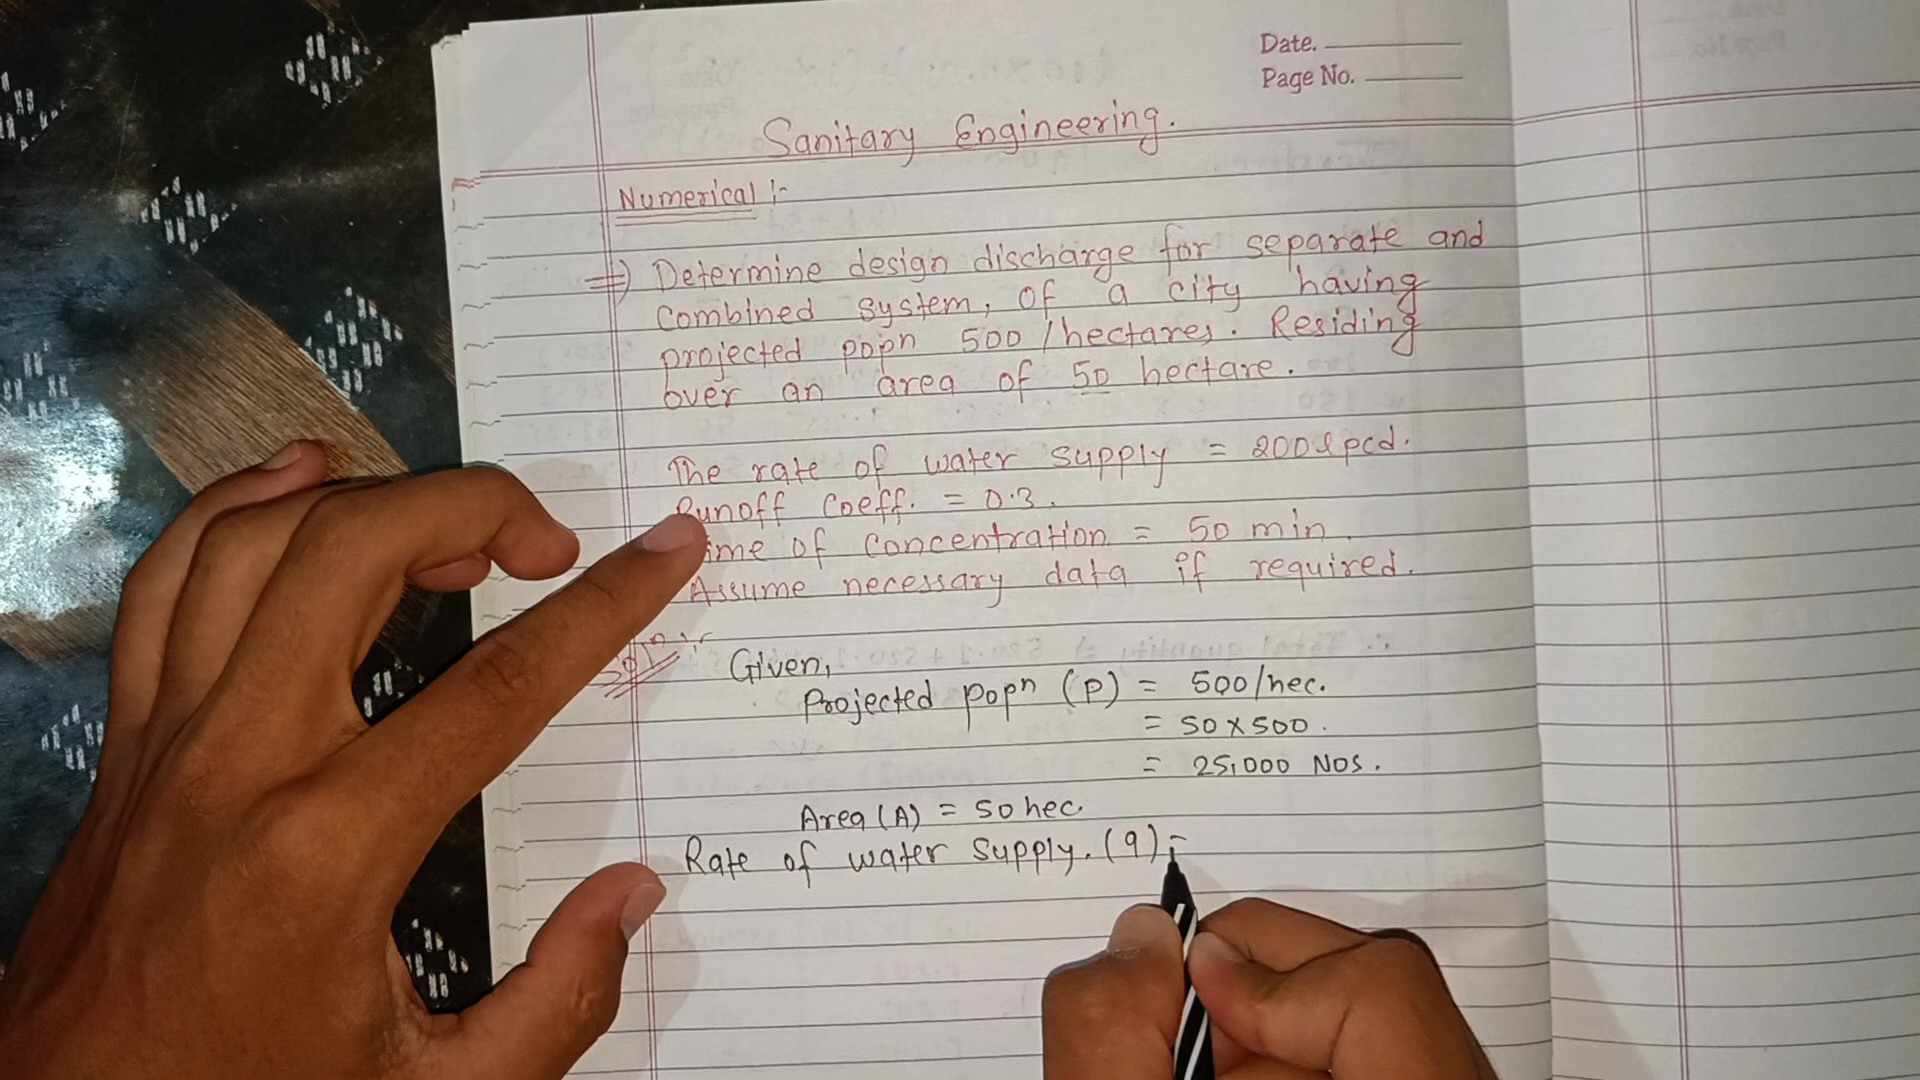 Date.
Page No.
Sanitary Engineering.
Numerical :-
⇒) Determine design discharge for separate and
combined system, of a city having
projected popn 500 / hectares. Residing
over an area of 50 hectare.
The rate of water supply = 200 l pcd.
Runoff coeff. = 0.3.
ime of concentration = 50 min.
Assume necessary data if required.
Given,
Projected popn (P) = 500/hec.
= 50 x 500.
= 25,000 Nos.
Area (A) = 50 hec.
Rate of water supply. (q) =